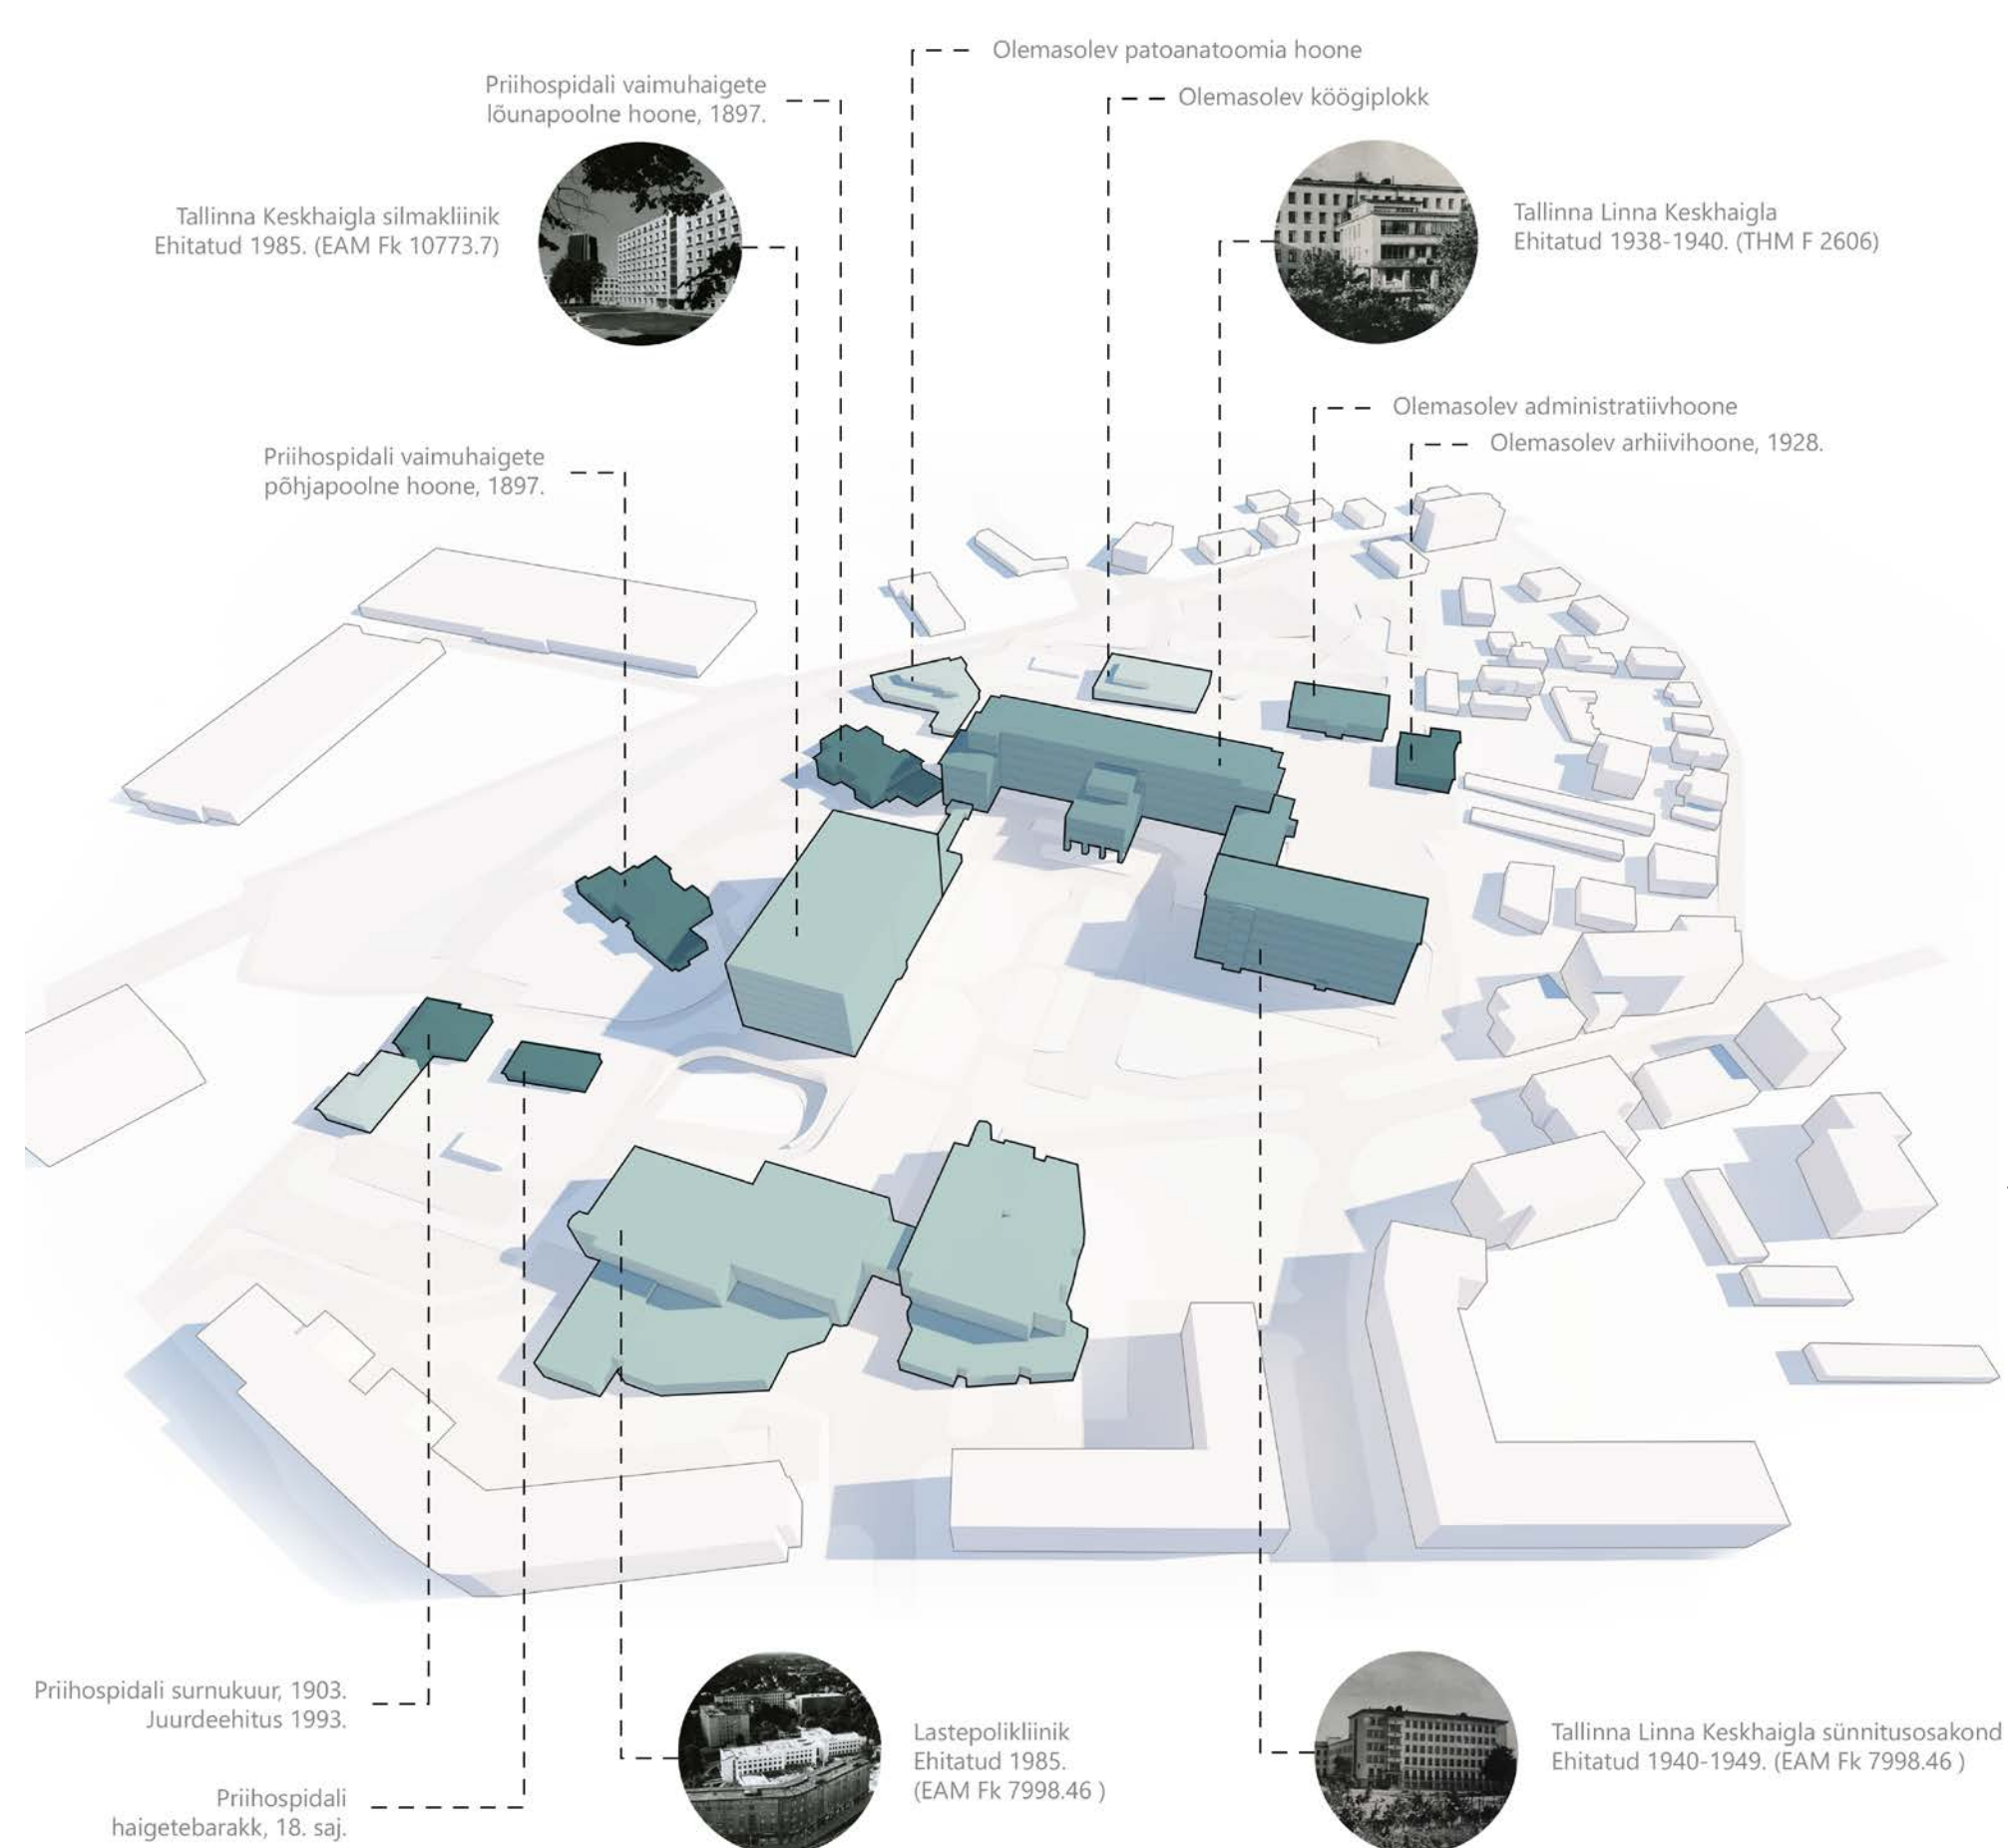 Olemasolev patoanatoomia hoone
Priihospidali vaimuhaigete
lõunapoolne hoone, 1897.
Olemasolev köögiplokk
Tallinna Keskhaigla silmakliinik
Ehitatud 1985. (EAM Fk 10773.7)
Tallinna Linna Keskhaigla
Ehitatud 1938-1940. (THM F 2606)
Olemasolev administratiivhoone
Olemasolev arhiivihoone, 1928.
Priihospidali vaimuhaigete
põhjapoolne hoone, 1897.
Priihospidali surnukuur, 1903.
Juurdeehitus 1993.
Priihospidali
haigetebarakk, 18. saj.
Lastepolikliinik
Ehitatud 1985.
(EAM Fk 7998.46 )
Tallinna Linna Keskhaigla sünnitusosakond
Ehitatud 1940-1949. (EAM Fk 7998.46 )